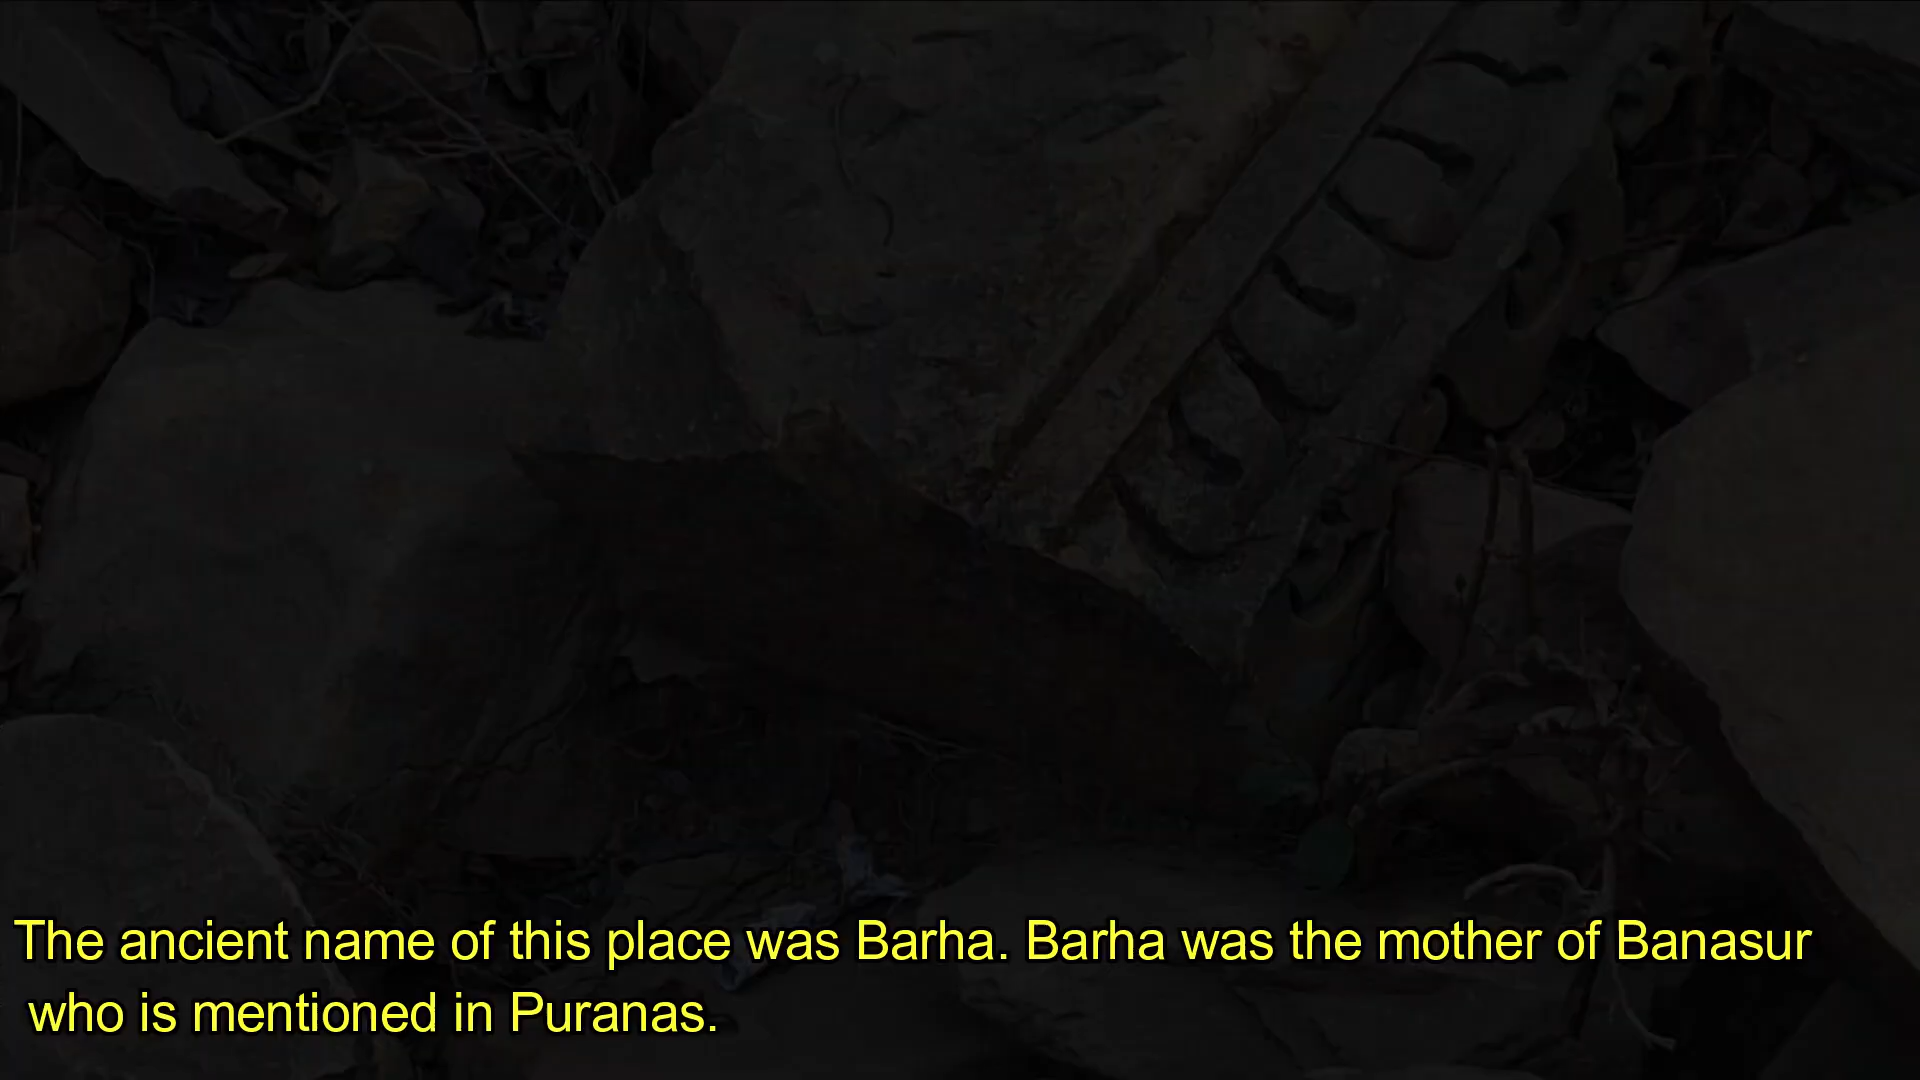 The ancient name of this place was Barha. Barha was the mother of Banasur
who is mentioned in Puranas.